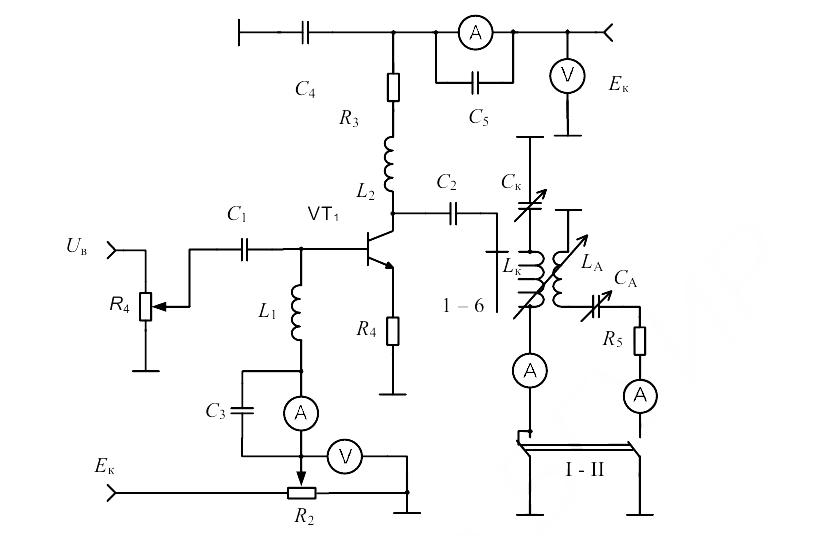 A
V
C4
Eк
R3
C5
L2
C2
Cк
C1
VT1
Uв
Lк
LA
CA
R4
L1
R4
1 – 6
R5
A
A
C3
A
V
Eк
I - II
R2